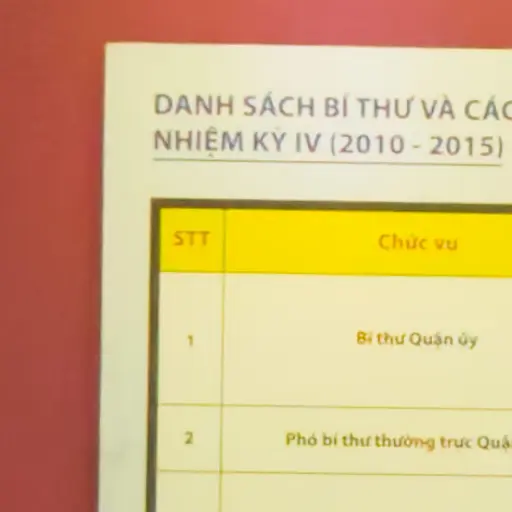 DANH SÁCH BÍ THƯ VÀ CÁC
NHIỆM KỲ IV (2010 - 2015)
STT Chức vụ
1 Bí thư Quận ủy
2 Phó bí thư thường trực